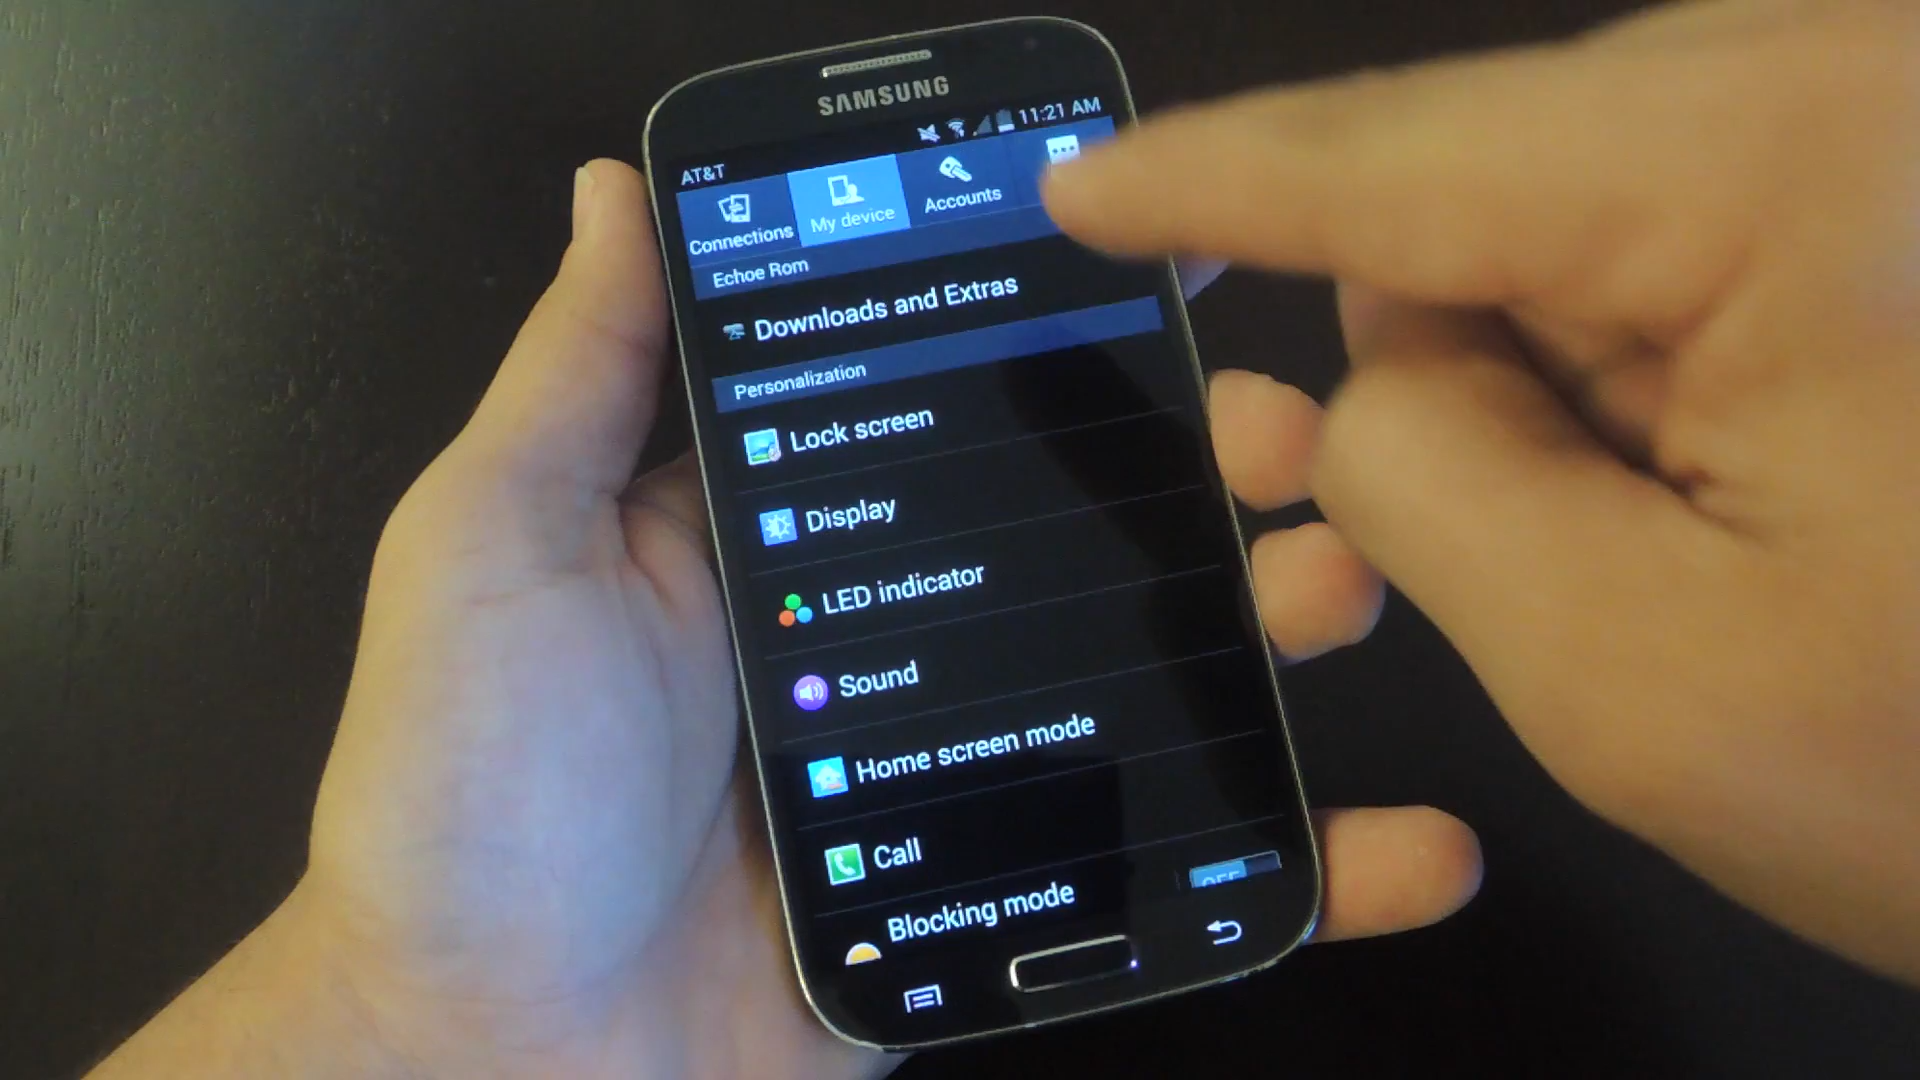 SAMSUNG
11:21 AM
AT&T
Connections
My device
Accounts
Echoe Rom
Downloads and Extras
Personalization
Lock screen
Display
LED indicator
Sound
Home screen mode
Call
Blocking mode
OFF